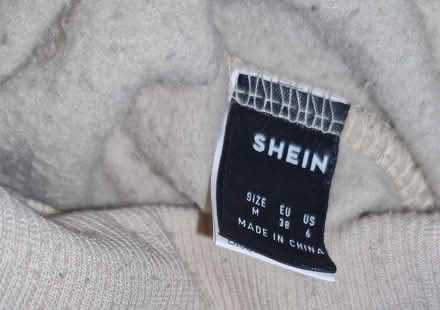 SHEIN
SIZE EU US
M 38 6
MADE IN CHINA